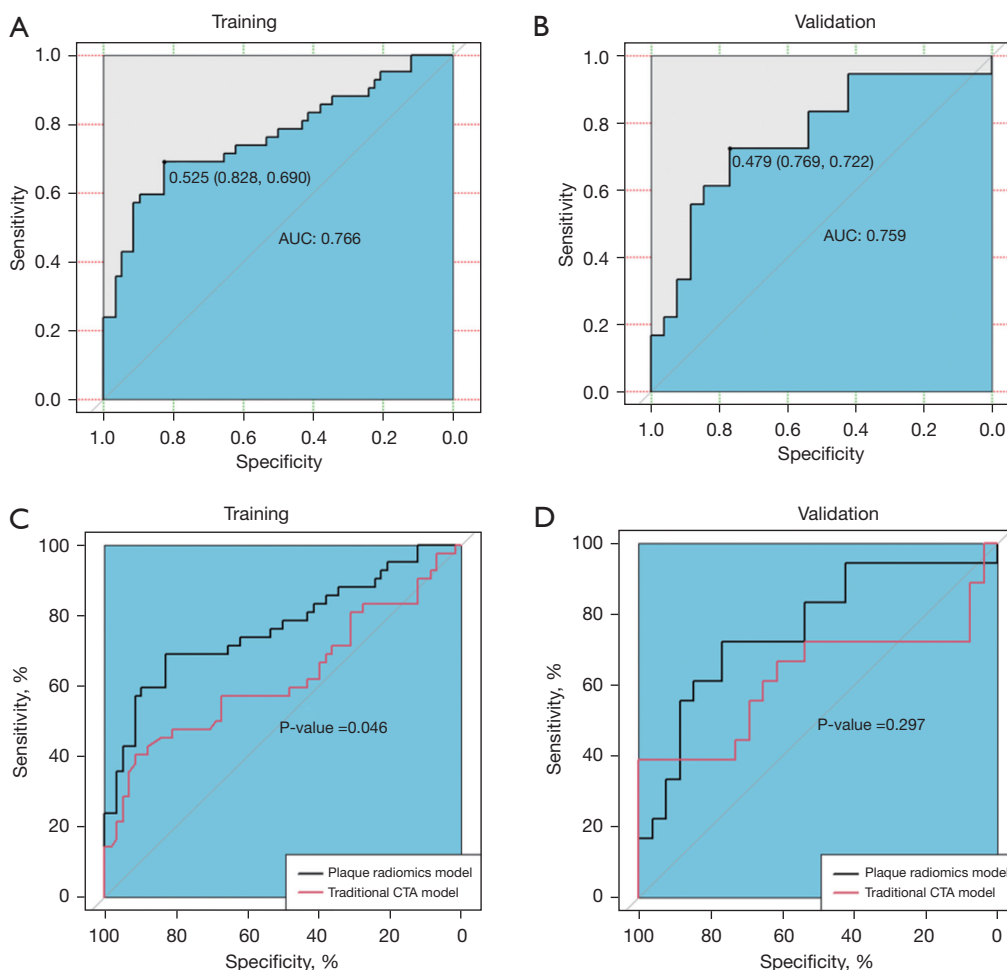 A
Training
1.0
0.8
0.6
0.4
0.2
0.0
Sensitivity
0.525 (0.828, 0.690)
AUC: 0.766
1.0 0.8 0.6 0.4 0.2 0.0
Specificity
B
Validation
1.0
0.8
0.6
0.4
0.2
0.0
Sensitivity
0.479 (0.769, 0.722)
AUC: 0.759
1.0 0.8 0.6 0.4 0.2 0.0
Specificity
C
Training
100
80
60
40
20
0
Sensitivity, %
P-value =0.046
Plaque radiomics model
Traditional CTA model
100 80 60 40 20 0
Specificity, %
D
Validation
100
80
60
40
20
0
Sensitivity, %
P-value =0.297
Plaque radiomics model
Traditional CTA model
100 80 60 40 20 0
Specificity, %